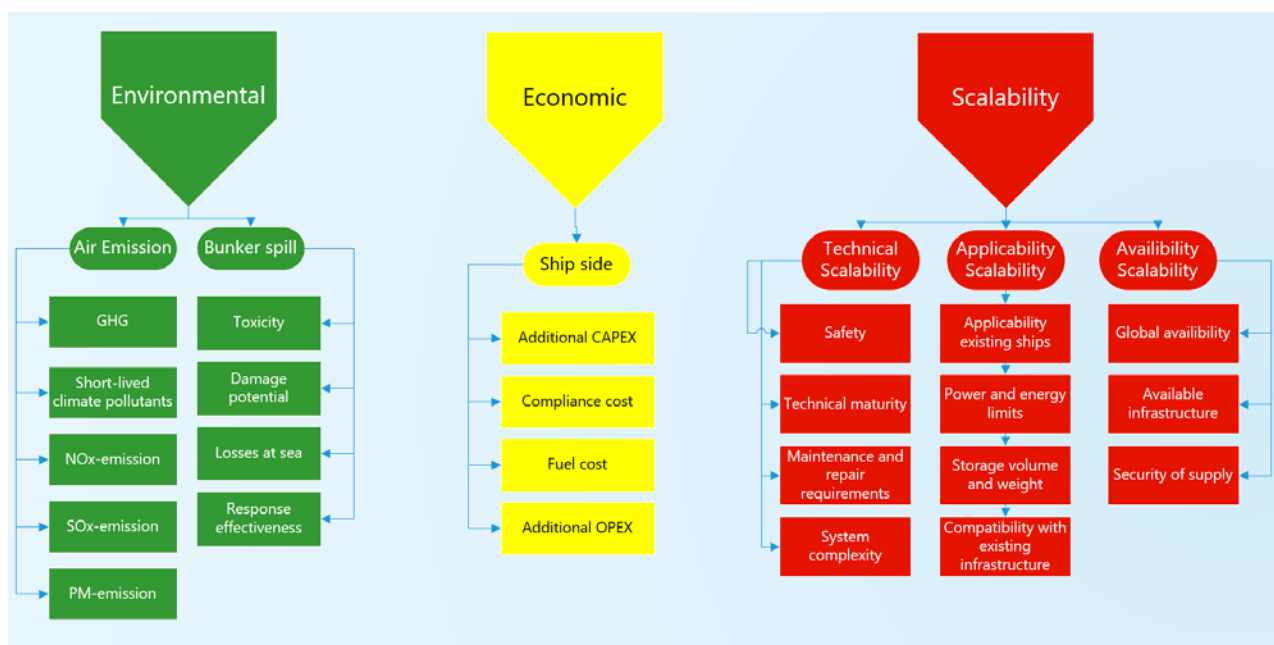 Environmental
Air Emission
GHG
Short-lived
climate pollutants
NOx-emission
SOx-emission
PM-emission
Bunker spill
Toxicity
Damage
potential
Losses at sea
Response
effectiveness
Economic
Ship side
Additional CAPEX
Compliance cost
Fuel cost
Additional OPEX
Scalability
Technical
Scalability
Safety
Technical maturity
Maintenance and
repair
requirements
System
complexity
Applicability
Scalability
Applicability
existing ships
Power and energy
limits
Storage volume
and weight
Compatibility with
existing
infrastructure
Availibility
Scalability
Global availibility
Available
infrastructure
Security of supply